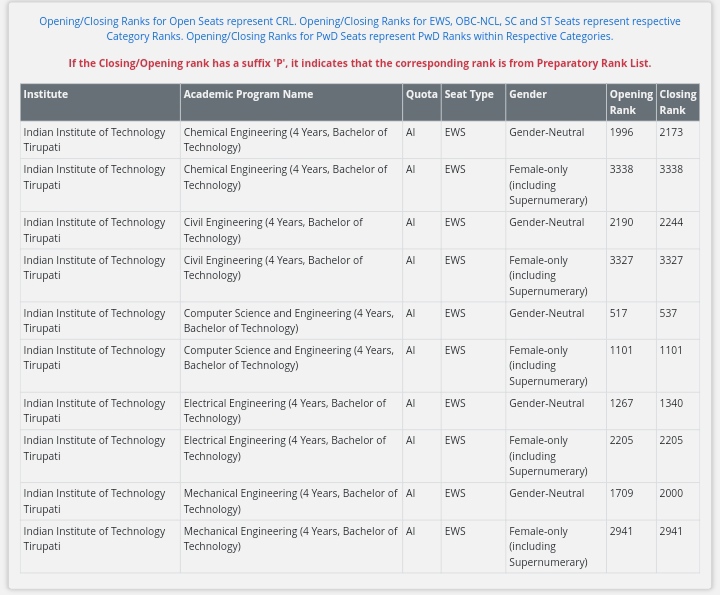 Opening/Closing Ranks for Open Seats represent CRL. Opening/Closing Ranks for EWS, OBC-NCL, SC and ST Seats represent respective
Category Ranks. Opening/Closing Ranks for PwD Seats represent PwD Ranks within Respective Categories.
If the Closing/Opening rank has a suffix 'P', it indicates that the corresponding rank is from Preparatory Rank List.
Institute Academic Program Name Quota Seat Type Gender Opening Closing
Rank Rank
Indian Institute of Technology Chemical Engineering (4 Years, Bachelor of AI EWS Gender-Neutral 1996 2173
Tirupati Technology)
Indian Institute of Technology Chemical Engineering (4 Years, Bachelor of AI EWS Female-only 3338 3338
Tirupati Technology) (including
Supernumerary)
Indian Institute of Technology Civil Engineering (4 Years, Bachelor of AI EWS Gender-Neutral 2190 2244
Tirupati Technology)
Indian Institute of Technology Civil Engineering (4 Years, Bachelor of AI EWS Female-only 3327 3327
Tirupati Technology) (including
Supernumerary)
Indian Institute of Technology Computer Science and Engineering (4 Years, AI EWS Gender-Neutral 517 537
Tirupati Bachelor of Technology)
Indian Institute of Technology Computer Science and Engineering (4 Years, AI EWS Female-only 1101 1101
Tirupati Bachelor of Technology) (including
Supernumerary)
Indian Institute of Technology Electrical Engineering (4 Years, Bachelor of AI EWS Gender-Neutral 1267 1340
Tirupati Technology)
Indian Institute of Technology Electrical Engineering (4 Years, Bachelor of AI EWS Female-only 2205 2205
Tirupati Technology) (including
Supernumerary)
Indian Institute of Technology Mechanical Engineering (4 Years, Bachelor of AI EWS Gender-Neutral 1709 2000
Tirupati Technology)
Indian Institute of Technology Mechanical Engineering (4 Years, Bachelor of AI EWS Female-only 2941 2941
Tirupati Technology) (including
Supernumerary)